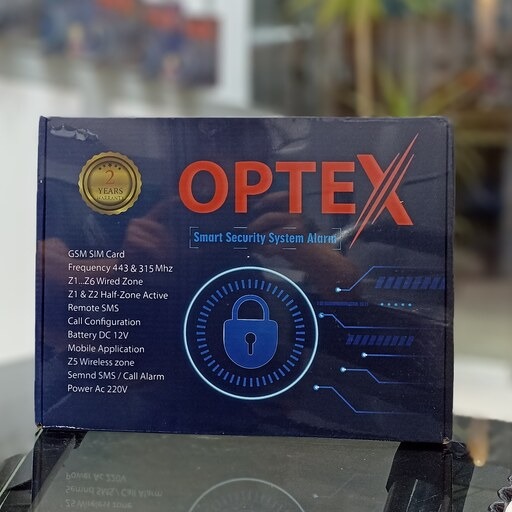 2
YEARS
WARRANTY
OPTEX
Smart Security System Alarm
GSM SIM Card
Frequency 443 & 315 Mhz
Z1...Z6 Wired Zone
Z1 & Z2 Half-Zone Active
Remote SMS
Call Configuration
Battery DC 12V
Mobile Application
Z5 Wireless zone
Semnd SMS / Call Alarm
Power Ac 220V